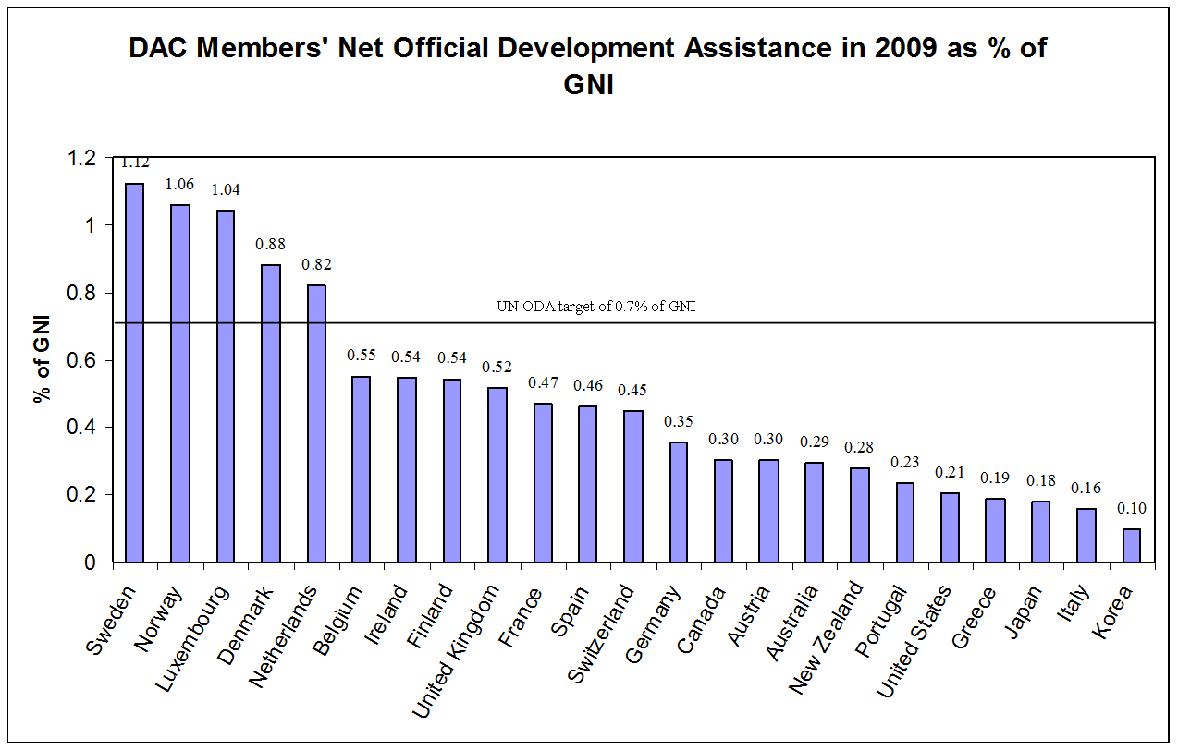 DAC Members' Net Official Development Assistance in 2009 as % of
GNI
% of GNI
1.2
1
0.8
0.6
0.4
0.2
0
1.12
1.06
1.04
0.88
0.82
UN ODA target of 0.7% of GNI
0.55
0.54
0.54
0.52
0.47
0.46
0.45
0.35
0.30
0.30
0.29
0.28
0.23
0.21
0.19
0.18
0.16
0.10
Sweden
Norway
Luxembourg
Denmark
Netherlands
Belgium
Ireland
Finland
United Kingdom
France
Spain
Switzerland
Germany
Canada
Austria
Australia
New Zealand
Portugal
United States
Greece
Japan
Italy
Korea